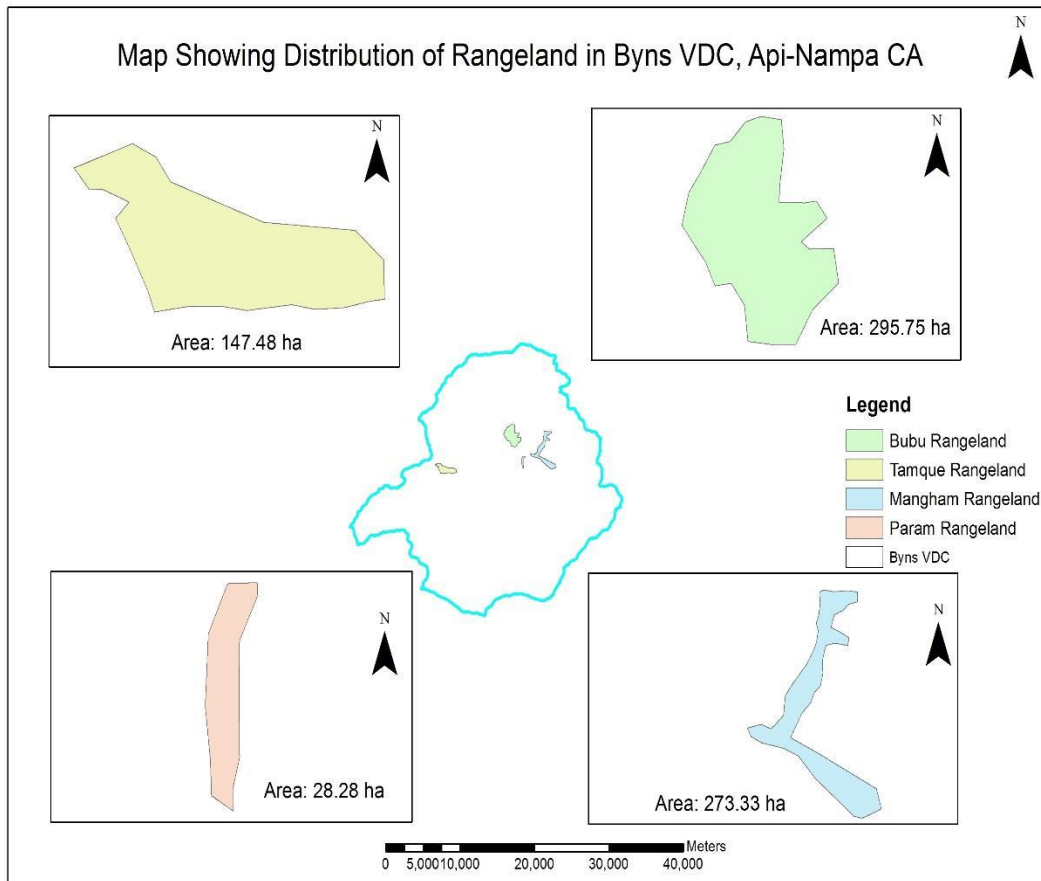 N
Map Showing Distribution of Rangeland in Byns VDC, Api-Nampa CA
N
Area: 147.48 ha
N
Area: 295.75 ha
Legend
Bubu Rangeland
Tamque Rangeland
Mangham Rangeland
Param Rangeland
Byns VDC
N
Area: 28.28 ha
N
Area: 273.33 ha
Meters
0 5,000 10,000 20,000 30,000 40,000